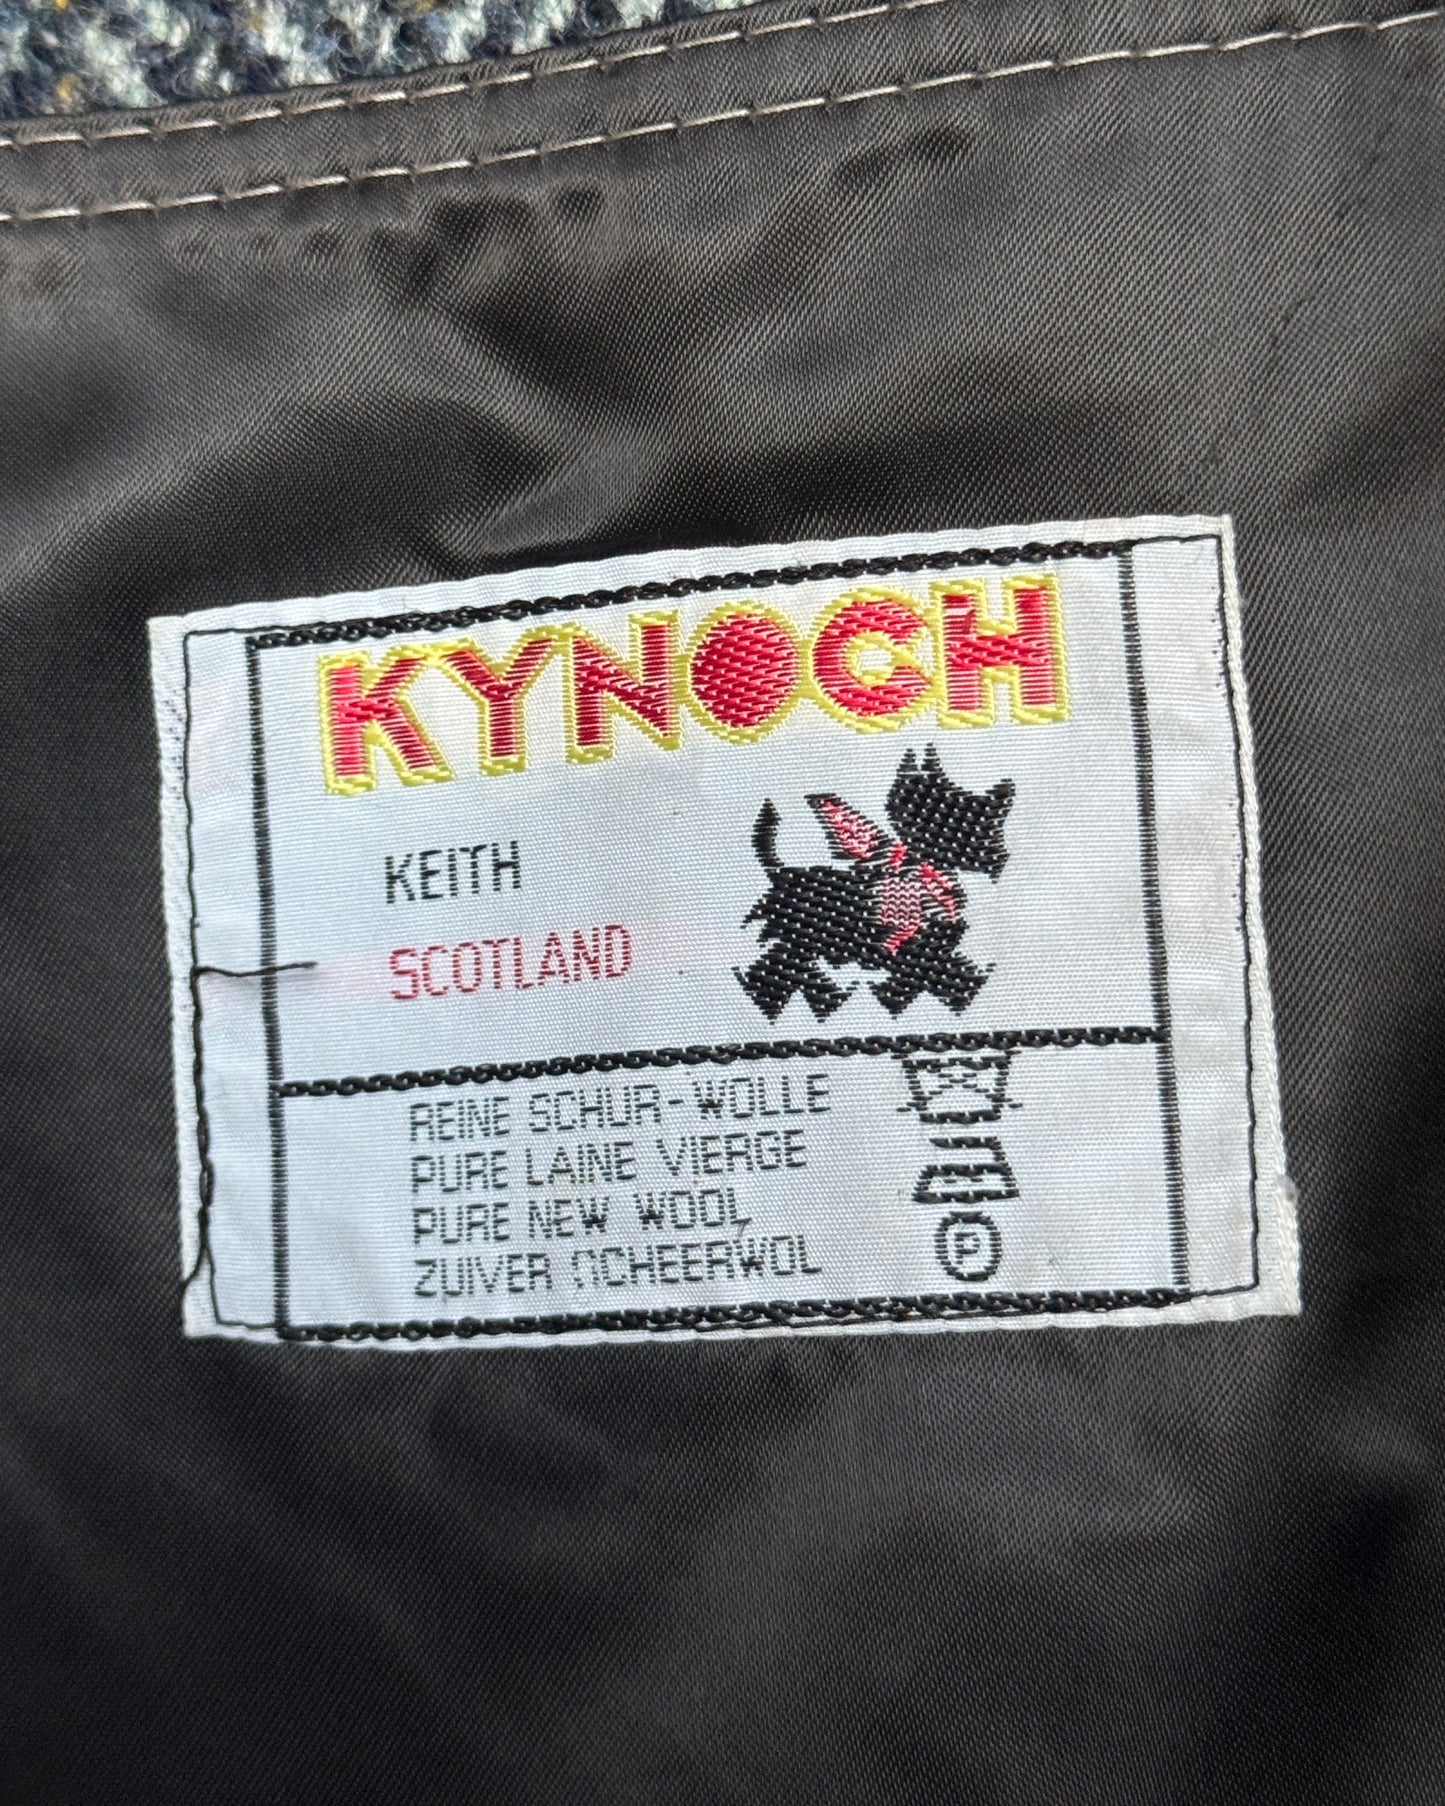 KYNOCH
KEITH
SCOTLAND
REINE SCHUR-WOLLE
PURE LAINE VIERGE
PURE NEW WOOL
ZUIVER SCHEERWOL
P